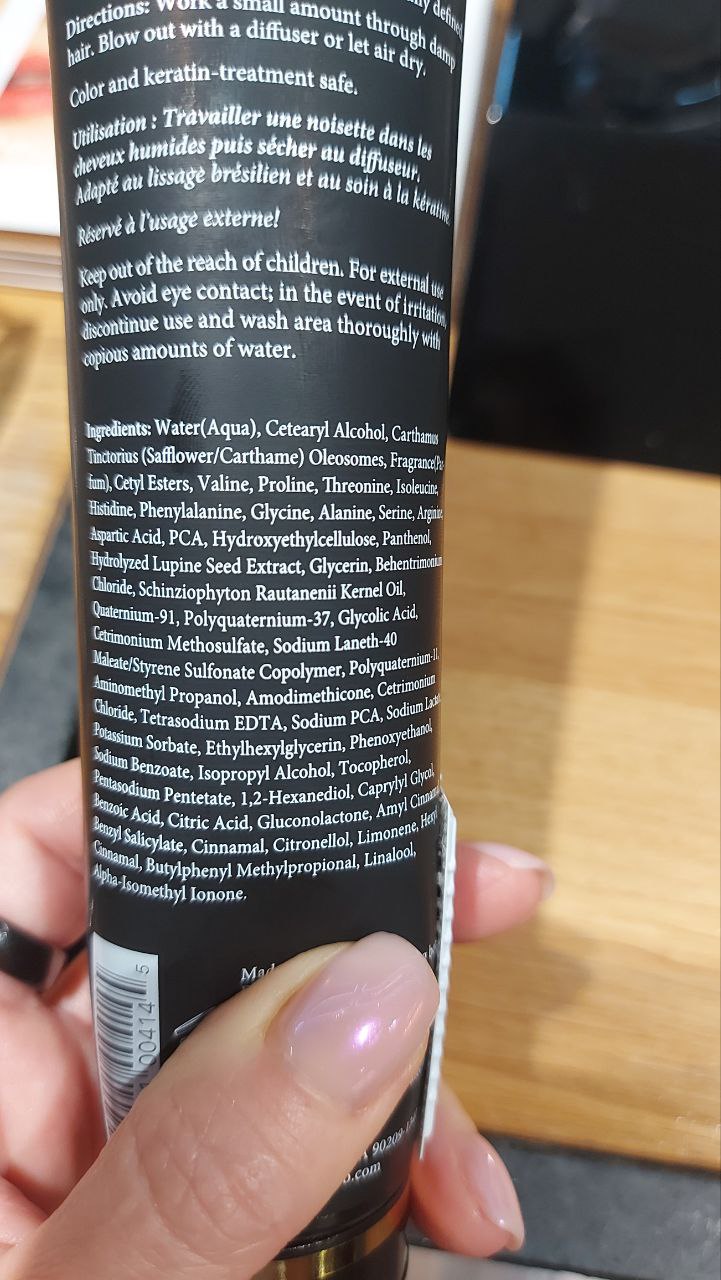 Directions: Work a small amount through damp
hair. Blow out with a diffuser or let air dry.
Color and keratin-treatment safe.
Utilisation : Travailler une noisette dans les
cheveux humides puis sécher au diffuseur.
Adapté au lissage brésilien et au soin à la kératine.
Réservé à l'usage externe!
Keep out of the reach of children. For external use
only. Avoid eye contact; in the event of irritation,
discontinue use and wash area thoroughly with
copious amounts of water.
Ingredients: Water(Aqua), Cetearyl Alcohol, Carthamus
Tinctorius (Safflower/Carthame) Oleosomes, Fragrance(Par-
fum), Cetyl Esters, Valine, Proline, Threonine, Isoleucine,
Histidine, Phenylalanine, Glycine, Alanine, Serine, Arginine,
Aspartic Acid, PCA, Hydroxyethylcellulose, Panthenol,
Hydrolyzed Lupine Seed Extract, Glycerin, Behentrimonium
Chloride, Schinziophyton Rautanenii Kernel Oil,
Quaternium-91, Polyquaternium-37, Glycolic Acid,
Cetrimonium Methosulfate, Sodium Laneth-40
Maleate/Styrene Sulfonate Copolymer, Polyquaternium-11,
Aminomethyl Propanol, Amodimethicone, Cetrimonium
Chloride, Tetrasodium EDTA, Sodium PCA, Sodium
Potassium Sorbate, Ethylhexylglycerin, Phenoxyethanol,
Sodium Benzoate, Isopropyl Alcohol, Tocopherol,
Pentasodium Pentetate, 1,2-Hexanediol, Caprylyl Glycol,
Benzoic Acid, Citric Acid, Gluconolactone, Amyl
Benzyl Salicylate, Cinnamal, Citronellol, Limonene, Hexyl
Cinnamal, Butylphenyl Methylpropional, Linalool,
Alpha-Isomethyl Ionone.
00414 5
90209
.com